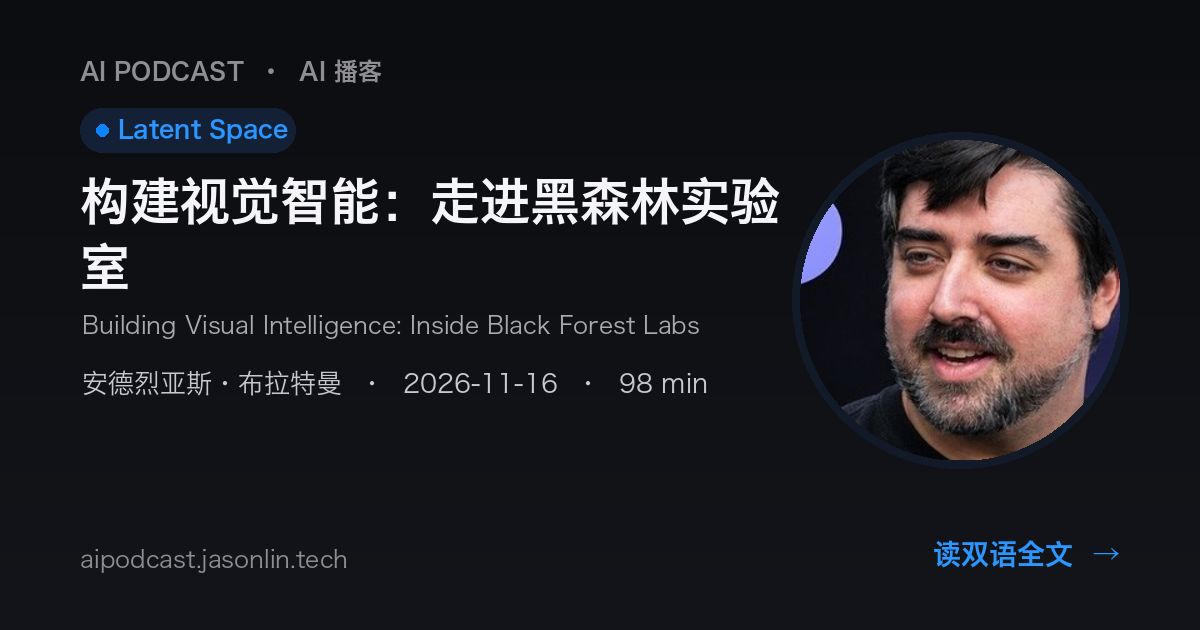 AI PODCAST · AI 播客
Latent Space
构建视觉智能：走进黑森林实验
室
Building Visual Intelligence: Inside Black Forest Labs
安德烈亚斯·布拉特曼 · 2026-11-16 · 98 min
aipodcast.jasonlin.tech
读双语全文 →